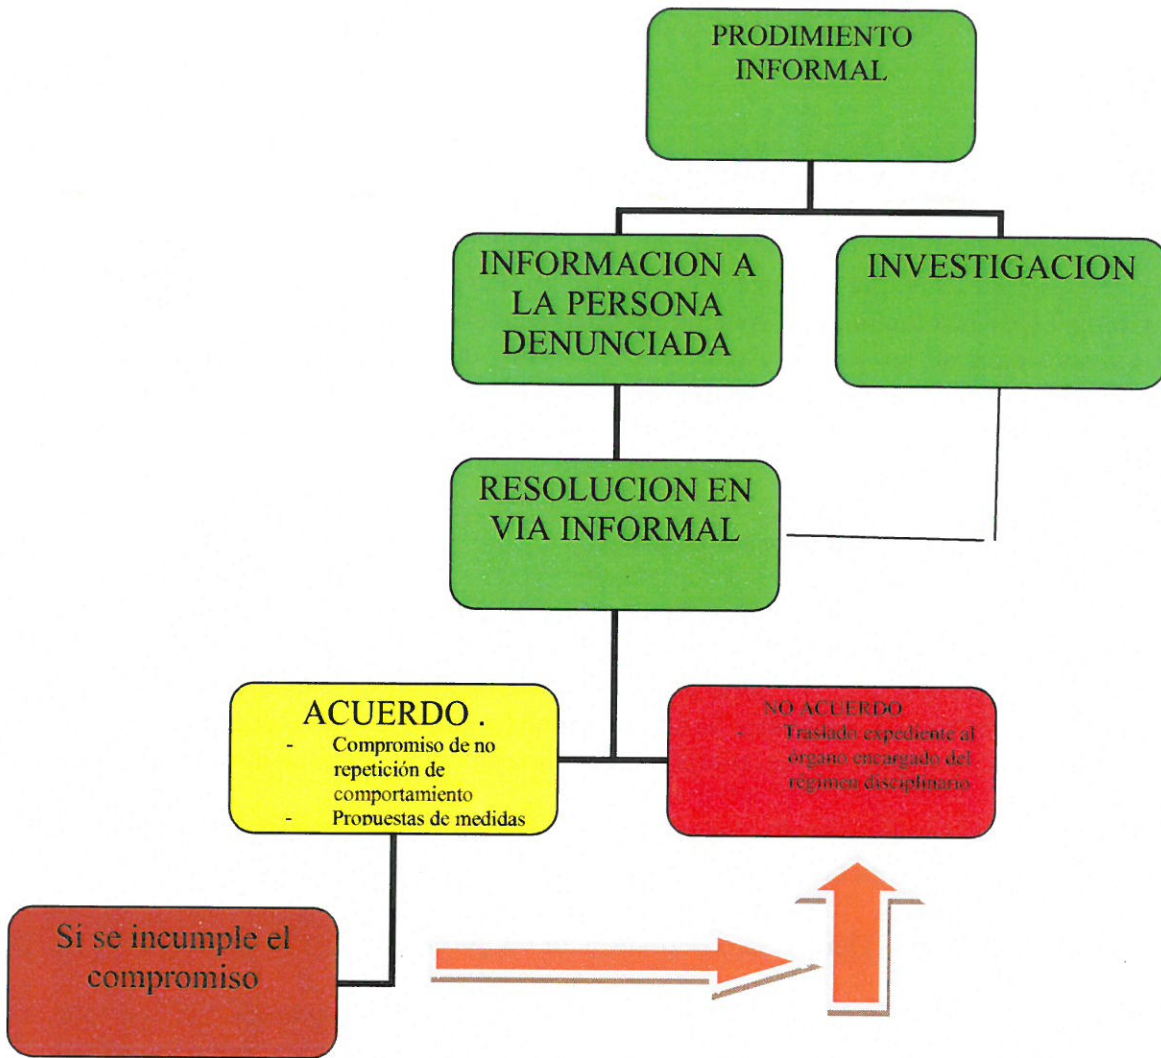 PRODIMIENTO
INFORMAL
INFORMACION A
LA PERSONA
DENUNCIADA
INVESTIGACION
RESOLUCION EN
VIA INFORMAL
ACUERDO .
- Compromiso de no
repetición de
comportamiento
- Propuestas de medidas
NO ACUERDO
- Traslado expediente al
órgano encargado del
régimen disciplinario
Si se incumple el
compromiso